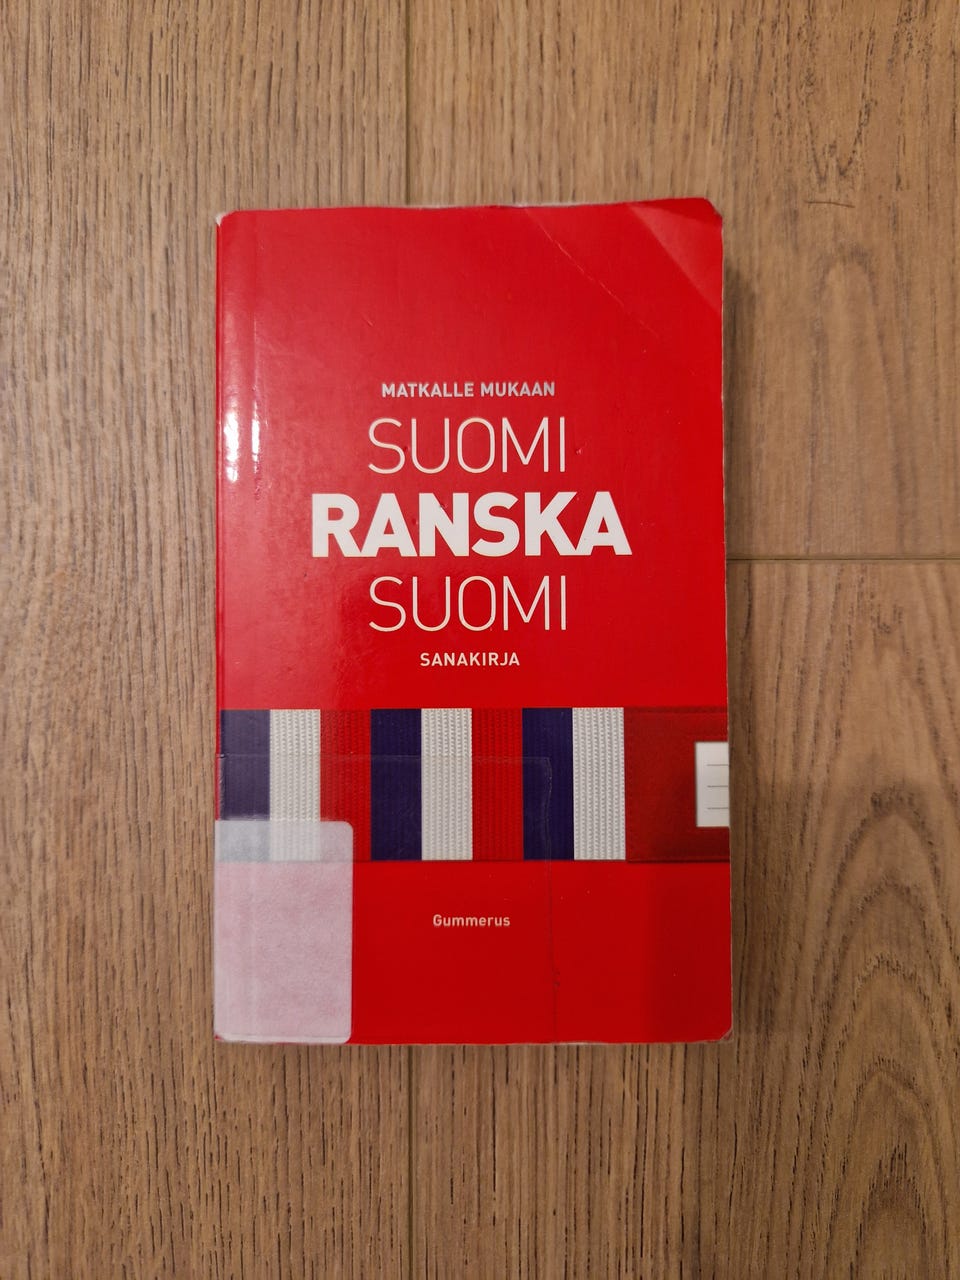 MATKALLE MUKAAN
SUOMI
RANSKA
SUOMI
SANAKIRJA
Gummerus